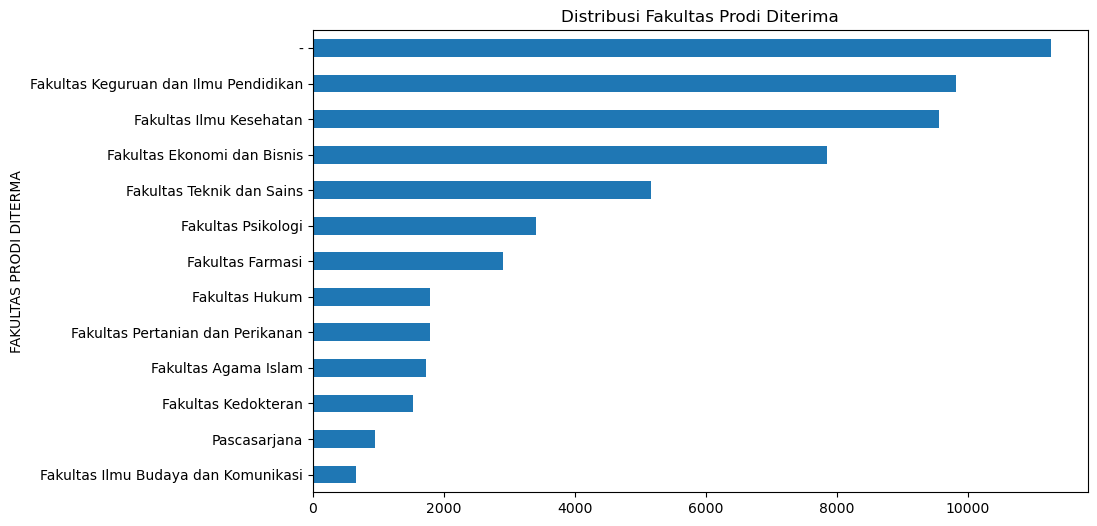 Distribusi Fakultas Prodi Diterima
FAKULTAS PRODI DITERMA
-
Fakultas Keguruan dan Ilmu Pendidikan
Fakultas Ilmu Kesehatan
Fakultas Ekonomi dan Bisnis
Fakultas Teknik dan Sains
Fakultas Psikologi
Fakultas Farmasi
Fakultas Hukum
Fakultas Pertanian dan Perikanan
Fakultas Agama Islam
Fakultas Kedokteran
Pascasarjana
Fakultas Ilmu Budaya dan Komunikasi
0 2000 4000 6000 8000 10000